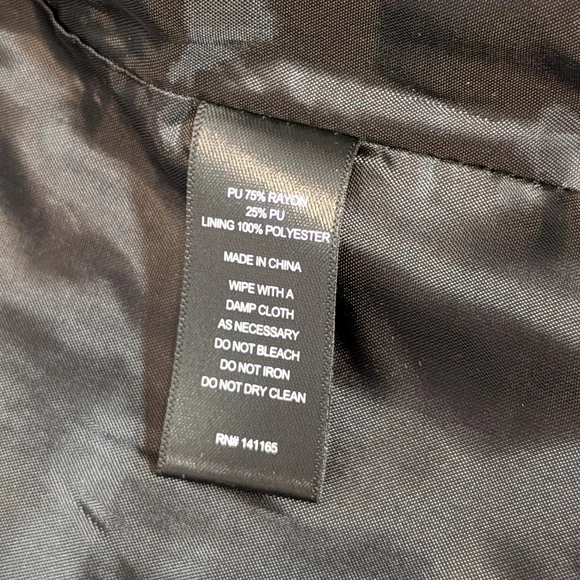 PU 75% RAYON
25% PU
LINING 100% POLYESTER
MADE IN CHINA
WIPE WITH A
DAMP CLOTH
AS NECESSARY
DO NOT BLEACH
DO NOT IRON
DO NOT DRY CLEAN
RN# 141165